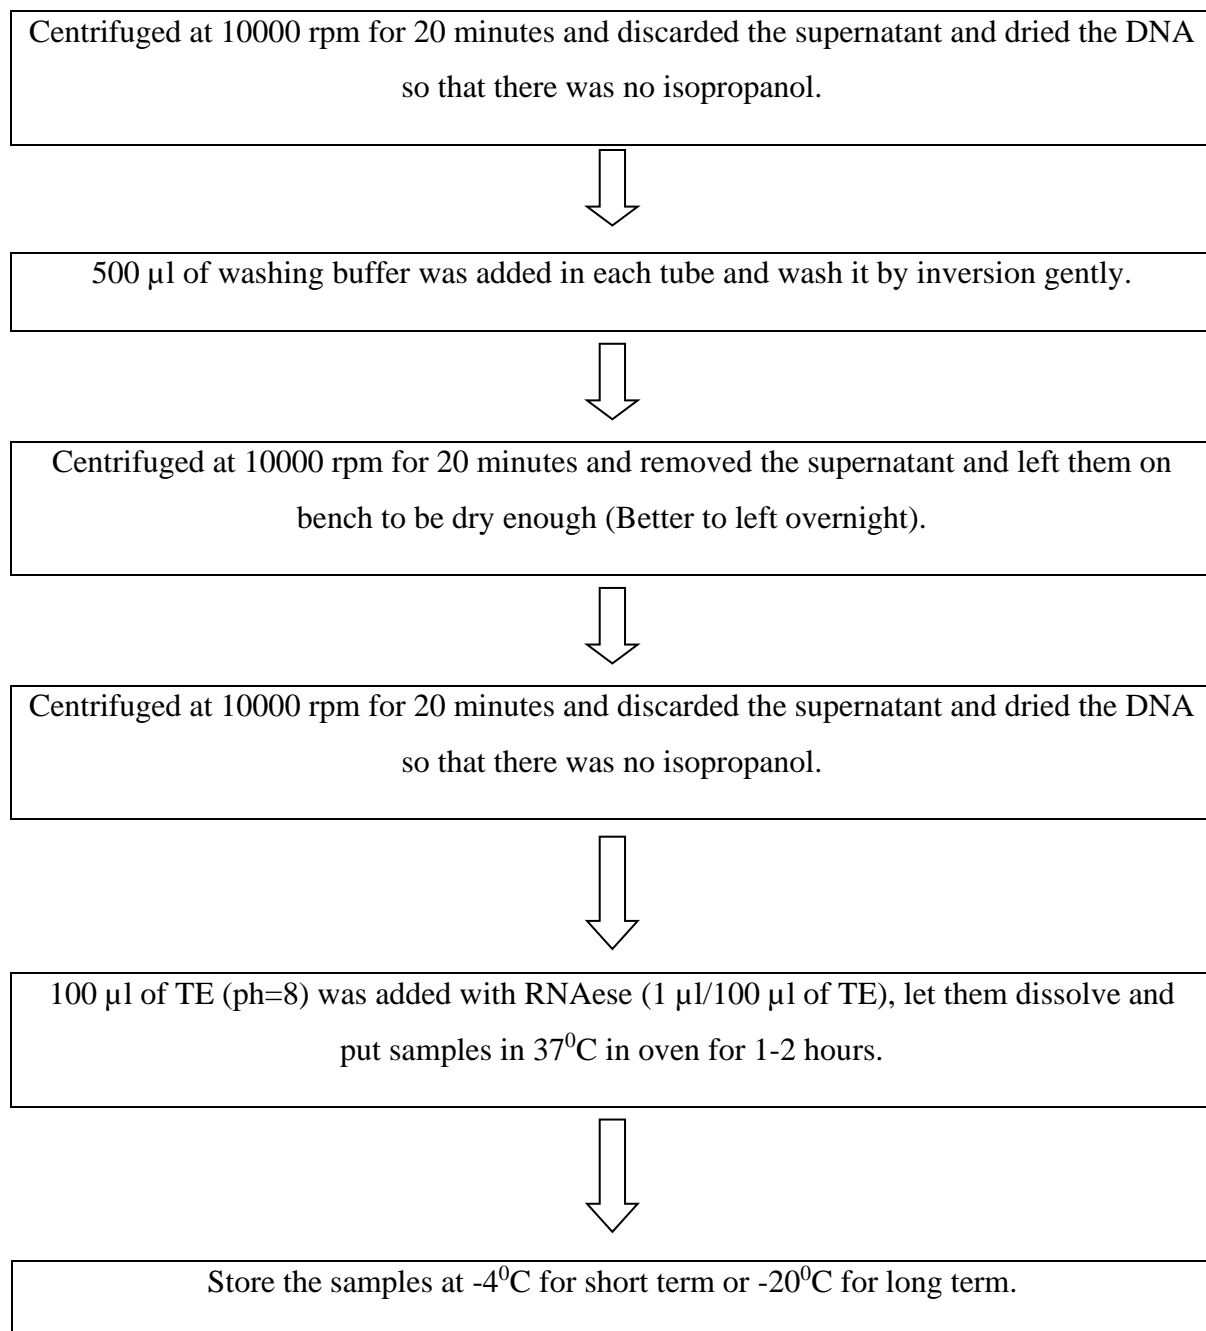 Centrifuged at 10000 rpm for 20 minutes and discarded the supernatant and dried the DNA
so that there was no isopropanol.
500 µl of washing buffer was added in each tube and wash it by inversion gently.
Centrifuged at 10000 rpm for 20 minutes and removed the supernatant and left them on
bench to be dry enough (Better to left overnight).
Centrifuged at 10000 rpm for 20 minutes and discarded the supernatant and dried the DNA
so that there was no isopropanol.
100 µl of TE (ph=8) was added with RNAese (1 µl/100 µl of TE), let them dissolve and
put samples in 37⁰C in oven for 1-2 hours.
Store the samples at -4⁰C for short term or -20⁰C for long term.